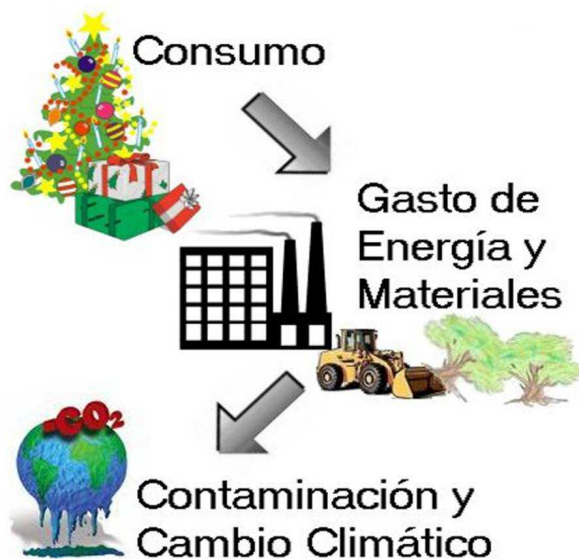 Consumo
Gasto de
Energía y
Materiales
-CO2
Contaminación y
Cambio Climático